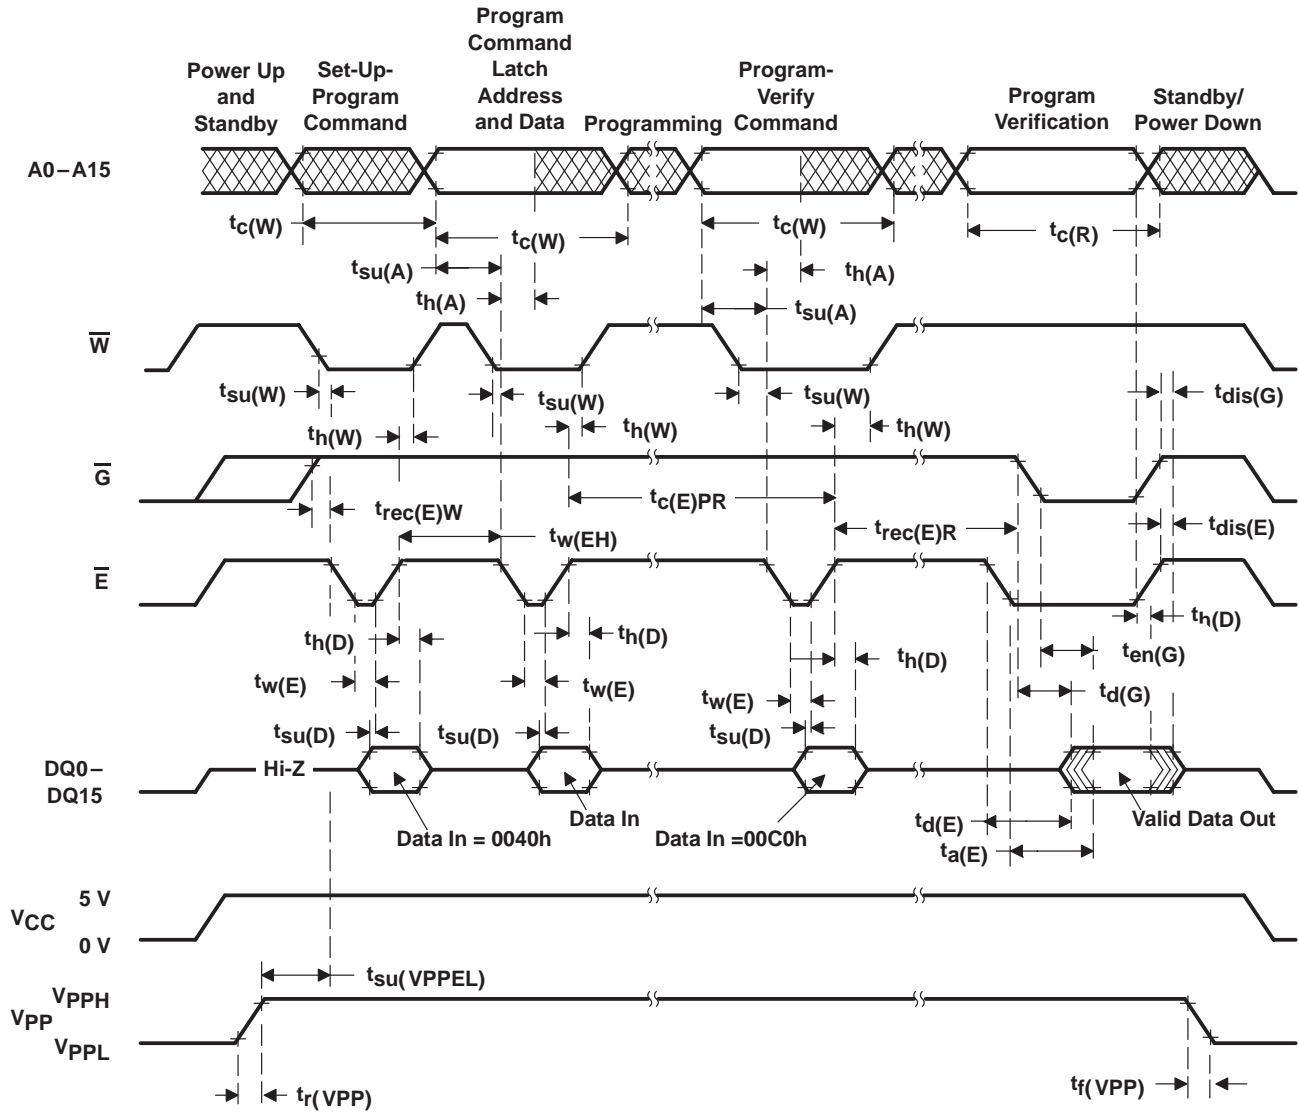 Power Up
and
Standby
Set-Up-
Program
Command
Program
Command
Latch
Address
and Data
Programming
Program-
Verify
Command
Program
Verification
Standby/
Power Down
A0–A15
tc(W)
tc(W)
tc(W)
tc(R)
tsu(A)
th(A)
th(A)
tsu(A)
W
tsu(W)
tsu(W)
tsu(W)
tdis(G)
th(W)
th(W)
th(W)
G
tc(E)PR
trec(E)W
tw(EH)
trec(E)R
tdis(E)
E
th(D)
th(D)
th(D)
th(D)
ten(G)
tw(E)
tw(E)
tw(E)
td(G)
tsu(D)
tsu(D)
tsu(D)
DQ0–
DQ15
Hi-Z
Data In = 0040h
Data In
Data In =00C0h
Valid Data Out
td(E)
ta(E)
5 V
VCC
0 V
tsu(VPPEL)
VPPH
VPP
VPPL
tr(VPP)
tf(VPP)